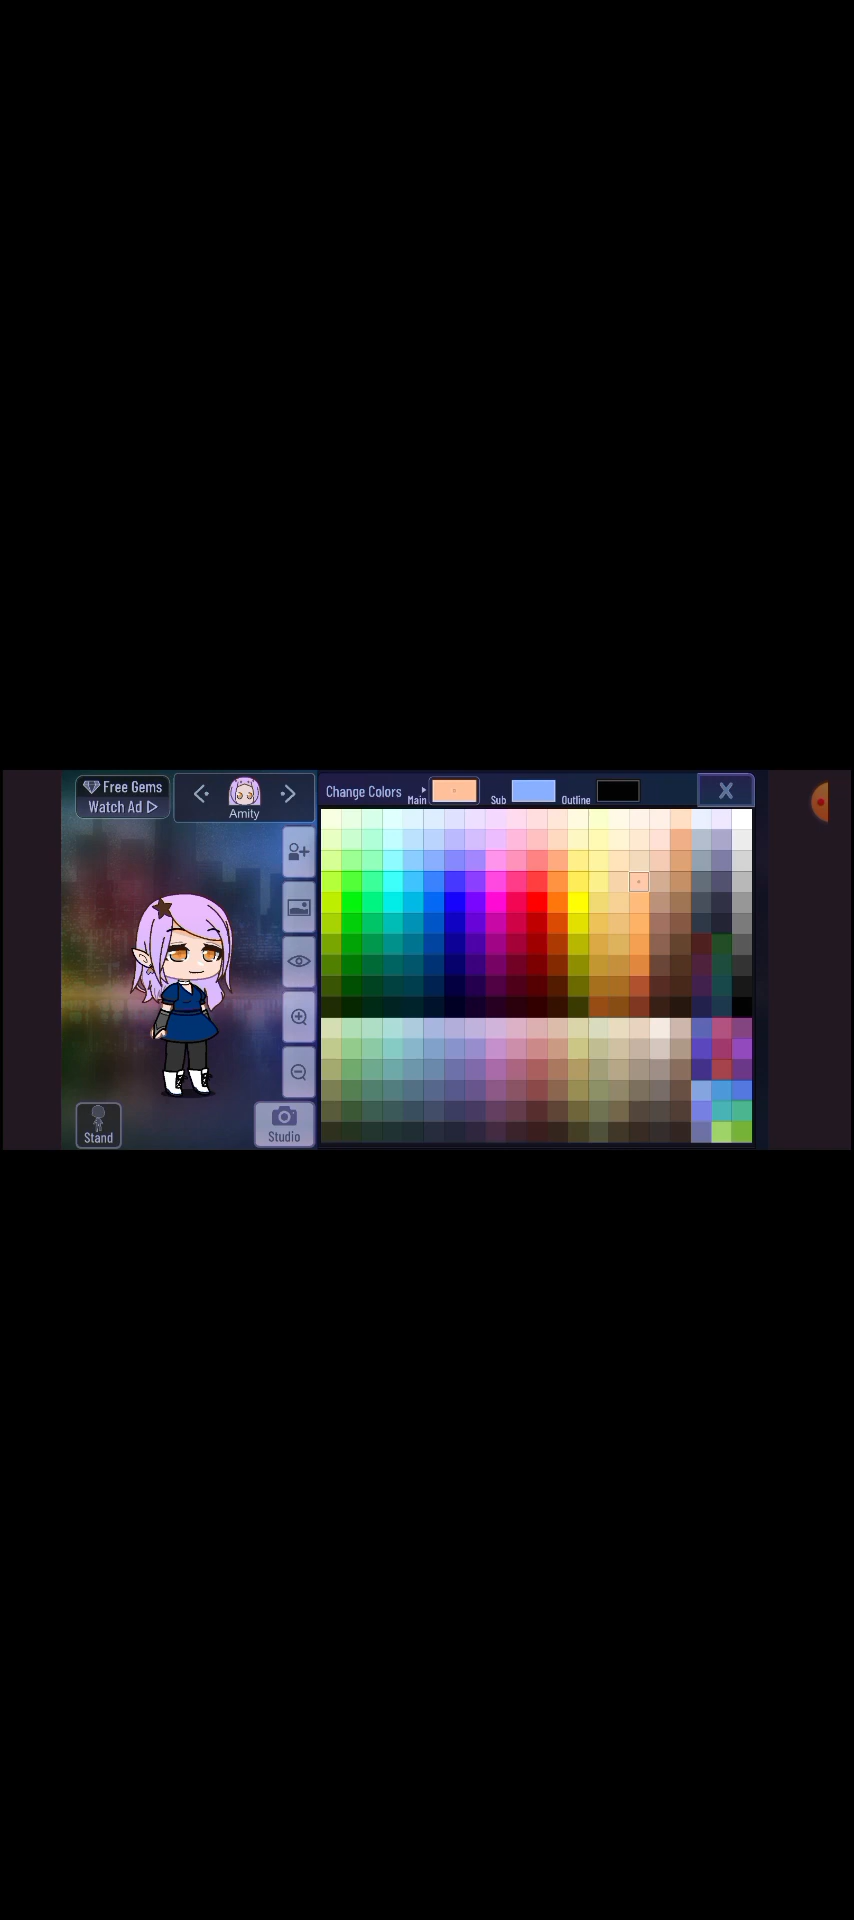 Free Gems
Watch Ad
Amity
Change Colors
Main
Sub
Outline
X
Stand
Studio